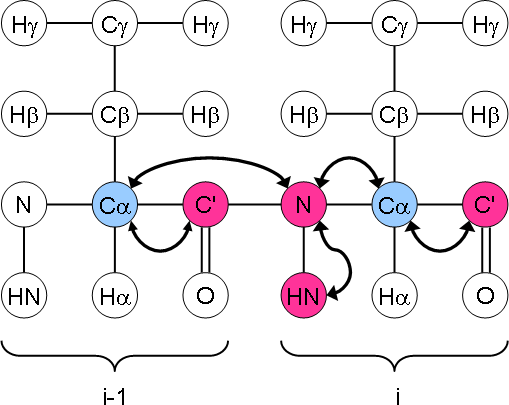 Hγ Cγ Hγ Hγ Cγ Hγ
Hβ Cβ Hβ Hβ Cβ Hβ
N Cα C' N Cα C'
HN Hα O HN Hα O
i-1 i